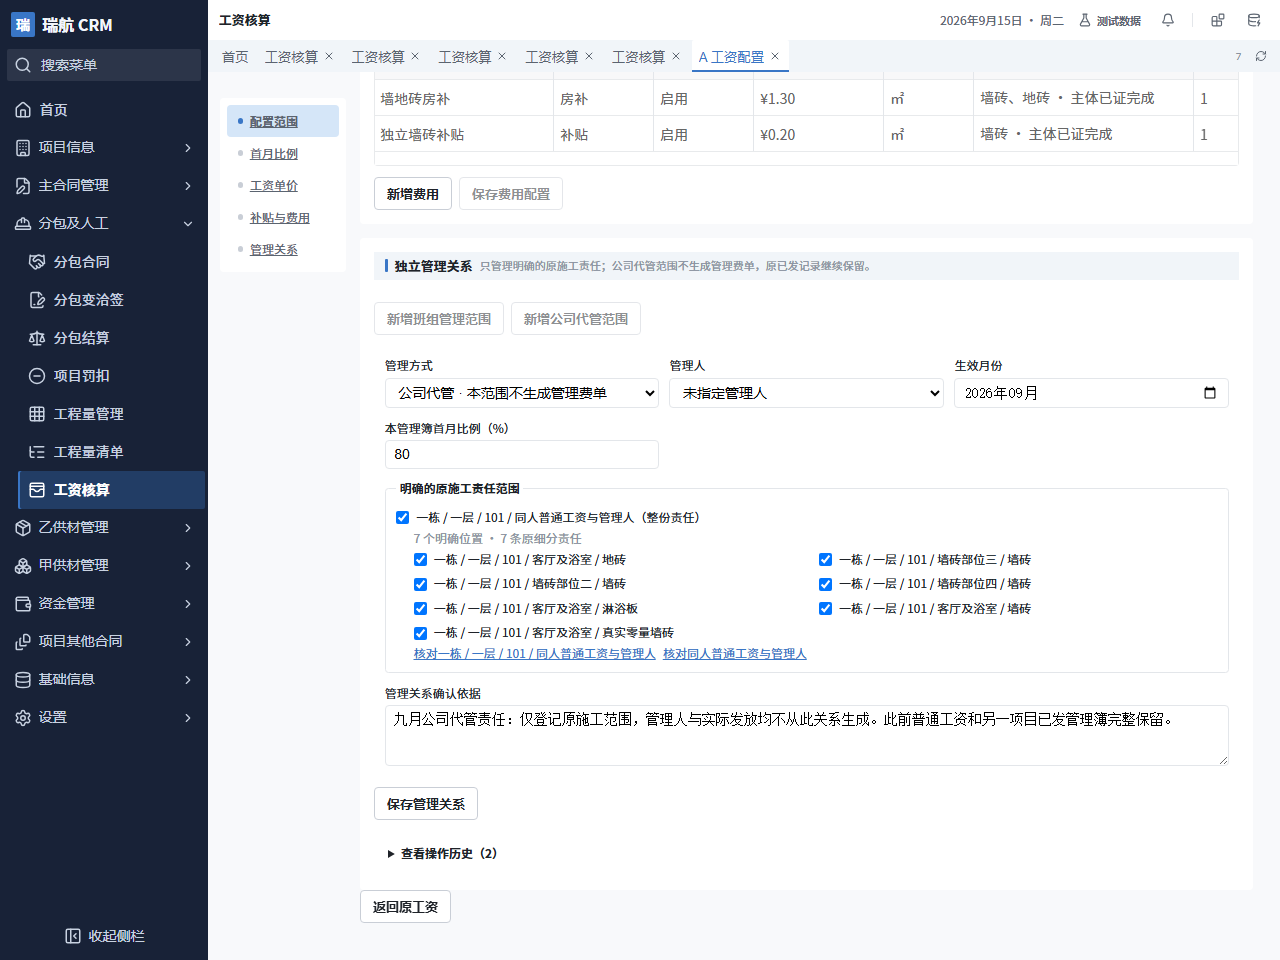 瑞 瑞航 CRM
搜索菜单
首页
项目信息
主合同管理
分包及人工
分包合同
分包变洽签
分包结算
项目罚扣
工程量管理
工程量清单
工资核算
乙供材管理
甲供材管理
资金管理
项目其他合同
基础信息
设置
收起侧栏
工资核算
2026年9月15日 · 周二 测试数据
首页 工资核算 × 工资核算 × 工资核算 × 工资核算 × 工资核算 × A 工资配置 × 7
配置范围
首月比例
工资单价
补贴与费用
管理关系
墙地砖房补 房补 启用 ¥1.30 ㎡ 墙砖、地砖 · 主体已证完成 1
独立墙砖补贴 补贴 启用 ¥0.20 ㎡ 墙砖 · 主体已证完成 1
新增费用 保存费用配置
独立管理关系 只管理明确的原施工责任；公司代管范围不生成管理费单，原已发记录继续保留。
新增班组管理范围 新增公司代管范围
管理方式 管理人 生效月份
公司代管 · 本范围不生成管理费单 未指定管理人 2026年09月
本管理簿首月比例（%）
80
明确的原施工责任范围
一栋 / 一层 / 101 / 同人普通工资与管理人（整份责任）
7 个明确位置 · 7 条原细分责任
一栋 / 一层 / 101 / 客厅及浴室 / 地砖 一栋 / 一层 / 101 / 墙砖部位三 / 墙砖
一栋 / 一层 / 101 / 墙砖部位二 / 墙砖 一栋 / 一层 / 101 / 墙砖部位四 / 墙砖
一栋 / 一层 / 101 / 客厅及浴室 / 淋浴板 一栋 / 一层 / 101 / 客厅及浴室 / 墙砖
一栋 / 一层 / 101 / 客厅及浴室 / 真实零量墙砖
核对一栋 / 一层 / 101 / 同人普通工资与管理人 核对同人普通工资与管理人
管理关系确认依据
九月公司代管责任：仅登记原施工范围，管理人与实际发放均不从此关系生成。此前普通工资和另一项目已发管理簿完整保留。
保存管理关系
查看操作历史（2）
返回原工资